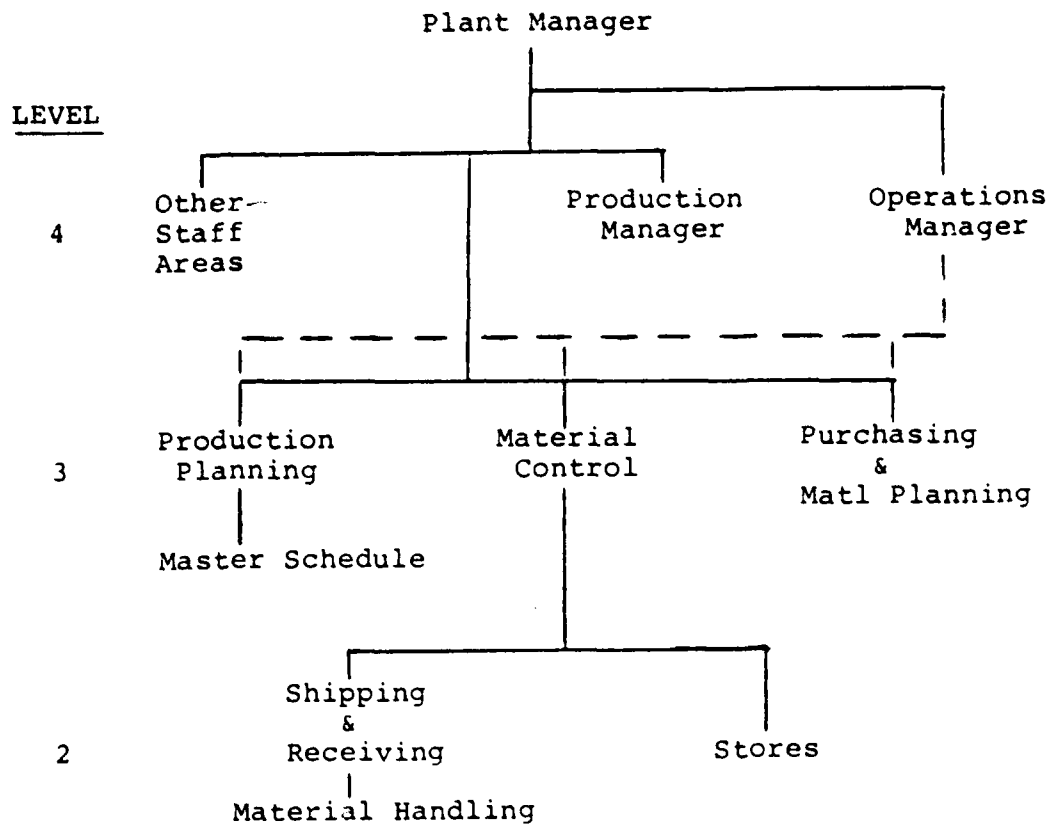 Plant Manager
LEVEL
4
Other
Staff
Areas
Production
Manager
Operations
Manager
3
Production
Planning
Material
Control
Purchasing
&
Matl Planning
Master Schedule
2
Shipping
&
Receiving
Stores
Material Handling